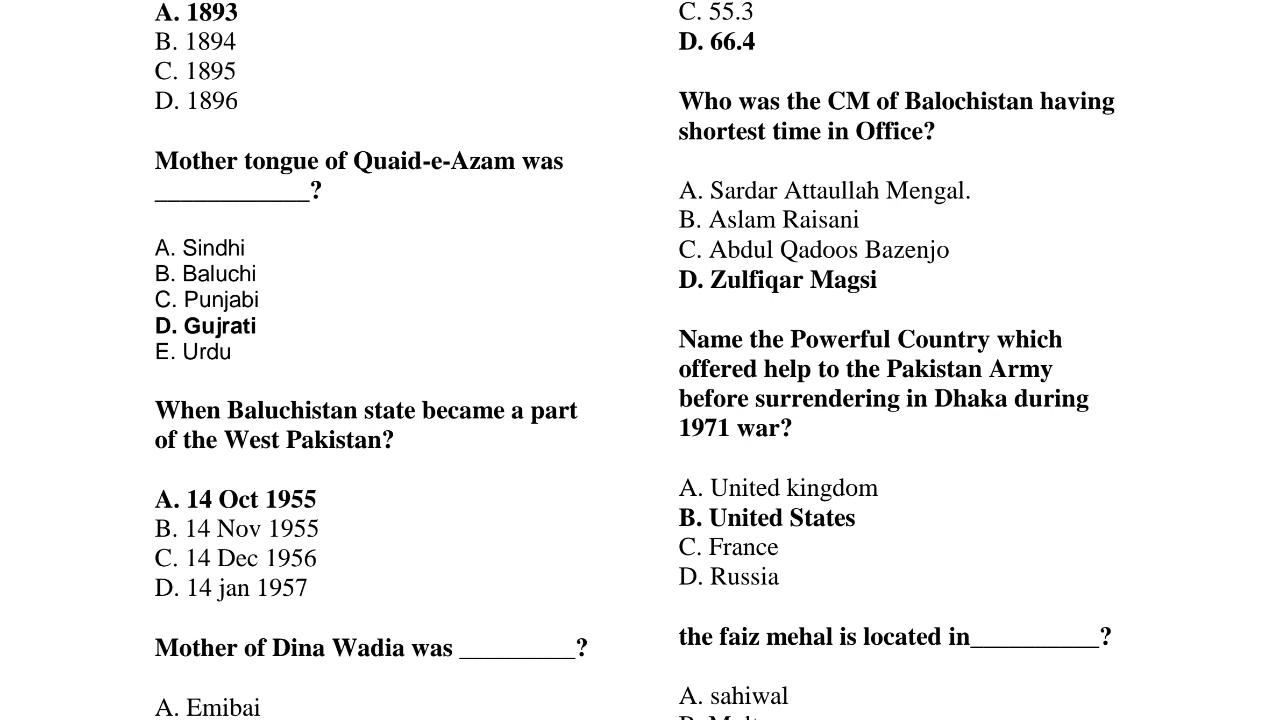 A. 1893
B. 1894
C. 1895
D. 1896
Mother tongue of Quaid-e-Azam was
____________?
A. Sindhi
B. Baluchi
C. Punjabi
D. Gujrati
E. Urdu
When Baluchistan state became a part
of the West Pakistan?
A. 14 Oct 1955
B. 14 Nov 1955
C. 14 Dec 1956
D. 14 jan 1957
Mother of Dina Wadia was _________?
A. Emibai
C. 55.3
D. 66.4
Who was the CM of Balochistan having
shortest time in Office?
A. Sardar Attaullah Mengal.
B. Aslam Raisani
C. Abdul Qadoos Bazenjo
D. Zulfiqar Magsi
Name the Powerful Country which
offered help to the Pakistan Army
before surrendering in Dhaka during
1971 war?
A. United kingdom
B. United States
C. France
D. Russia
the faiz mehal is located in__________?
A. sahiwal